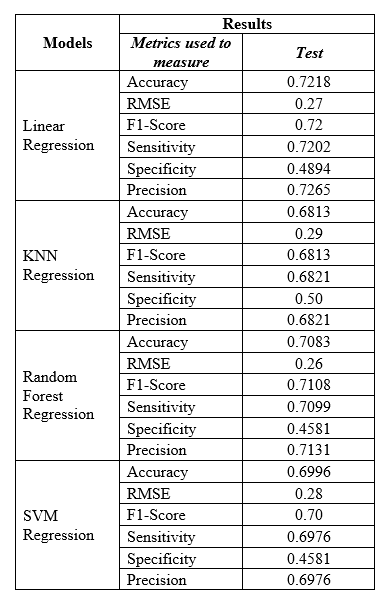 Models
Results
Metrics used to
measure
Test
Linear
Regression
Accuracy 0.7218
RMSE 0.27
F1-Score 0.72
Sensitivity 0.7202
Specificity 0.4894
Precision 0.7265
KNN
Regression
Accuracy 0.6813
RMSE 0.29
F1-Score 0.6813
Sensitivity 0.6821
Specificity 0.50
Precision 0.6821
Random
Forest
Regression
Accuracy 0.7083
RMSE 0.26
F1-Score 0.7108
Sensitivity 0.7099
Specificity 0.4581
Precision 0.7131
SVM
Regression
Accuracy 0.6996
RMSE 0.28
F1-Score 0.70
Sensitivity 0.6976
Specificity 0.4581
Precision 0.6976